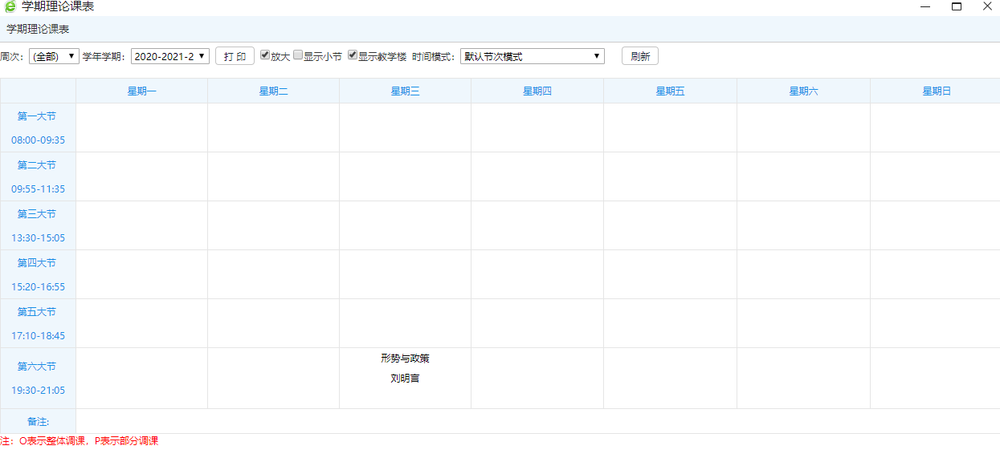 学期理论课表
学期理论课表
周次: (全部) 学年学期: 2020-2021-2 打 印 放大 显示小节 显示教学楼 时间模式: 默认节次模式 刷新
星期一 星期二 星期三 星期四 星期五 星期六 星期日
第一大节
08:00-09:35
第二大节
09:55-11:35
第三大节
13:30-15:05
第四大节
15:20-16:55
第五大节
17:10-18:45
第六大节
19:30-21:05
形势与政策
刘明言
备注:
注: O表示整体调课, P表示部分调课